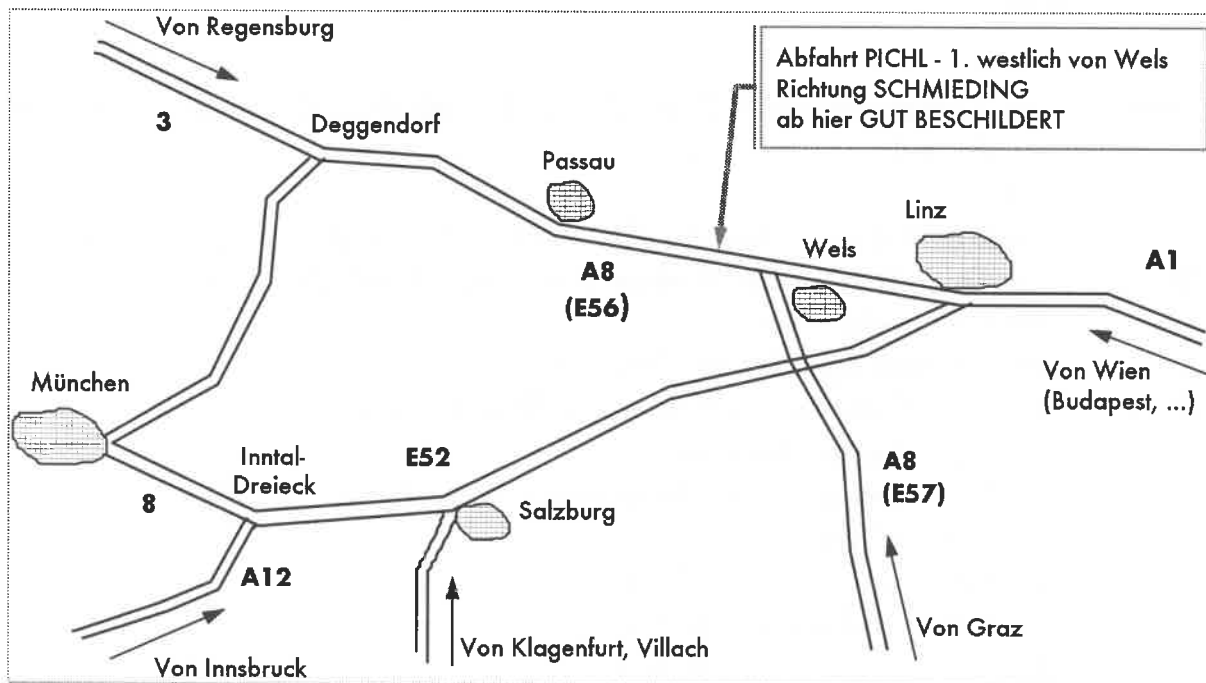 Von Regensburg
Abfahrt PICHL - 1. westlich von Wels
Richtung SCHMIEDING
ab hier GUT BESCHILDERT
3
Deggendorf
Passau
Linz
Wels
A1
A8
(E56)
Von Wien
(Budapest, ...)
München
Inntal-
Dreieck
E52
A8
(E57)
8
Salzburg
A12
Von Graz
Von Klagenfurt, Villach
Von Innsbruck